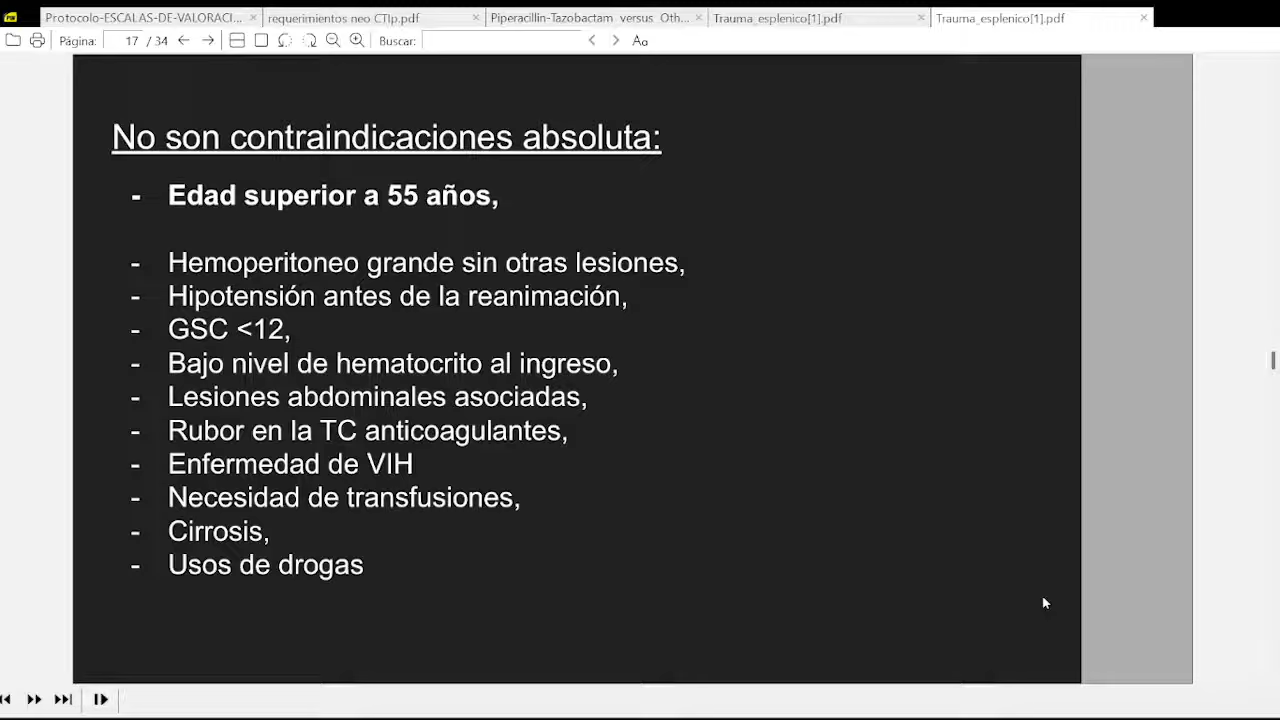 Protocolo-ESCALAS-DE-VALORACI...
requerimientos neo CTIp.pdf
Piperacillin-Tazobactam versus Oth...
Trauma_esplenico[1].pdf
Trauma_esplenico[1].pdf
Página: 17 / 34
Buscar:
Aa
No son contraindicaciones absoluta:
- Edad superior a 55 años,
- Hemoperitoneo grande sin otras lesiones,
- Hipotensión antes de la reanimación,
- GSC <12,
- Bajo nivel de hematocrito al ingreso,
- Lesiones abdominales asociadas,
- Rubor en la TC anticoagulantes,
- Enfermedad de VIH
- Necesidad de transfusiones,
- Cirrosis,
- Usos de drogas